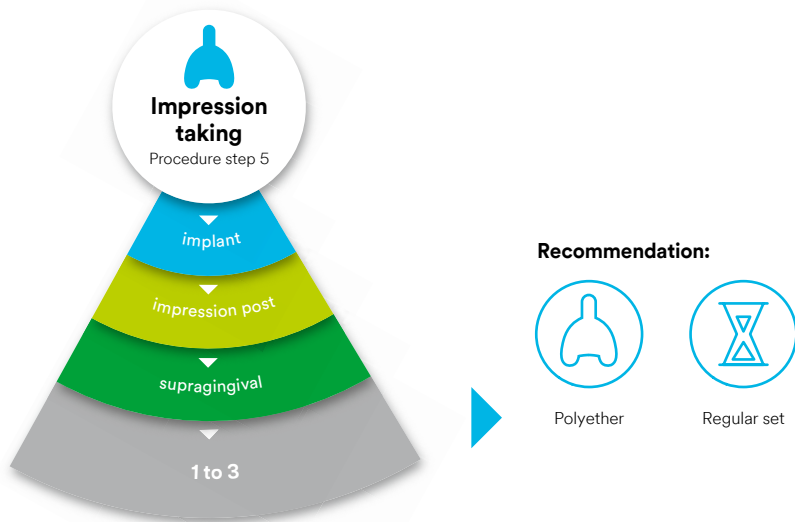 Impression
taking
Procedure step 5
implant
impression post
supragingival
1 to 3
Recommendation:
Polyether
Regular set